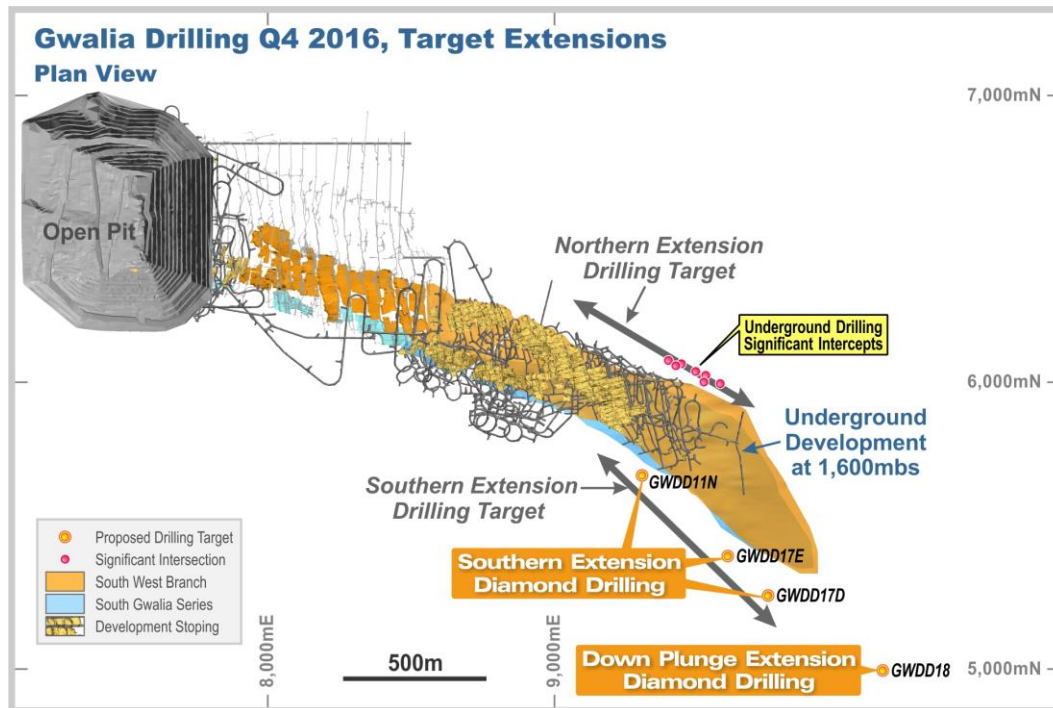 Gwalia Drilling Q4 2016, Target Extensions
Plan View
7,000mN
Open Pit
Northern Extension
Drilling Target
Underground Drilling
Significant Intercepts
6,000mN
Underground
Development
at 1,600mbs
Southern Extension
Drilling Target
GWDD11N
Southern Extension
Diamond Drilling
GWDD17E
GWDD17D
Proposed Drilling Target
Significant Intersection
South West Branch
South Gwalia Series
Development Stoping
8,000mE
500m
9,000mE
Down Plunge Extension
Diamond Drilling
GWDD18
5,000mN